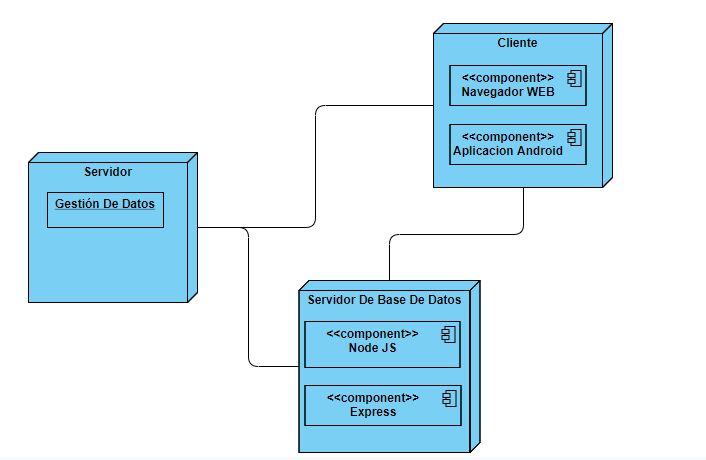 Cliente
<<component>>
Navegador WEB
<<component>>
Aplicacion Android
Servidor
Gestión De Datos
Servidor De Base De Datos
<<component>>
Node JS
<<component>>
Express